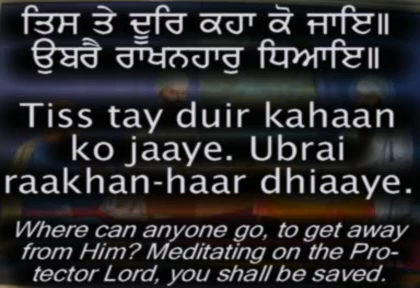 ਤਿਸ ਤੇ ਦੂਰਿ ਕਹਾ ਕੋ ਜਾਇ॥
ਉਬਰੈ ਰਾਖਨਹਾਰੁ ਧਿਆਇ॥
Tiss tay duir kahaan
ko jaaye. Ubrai
raakhan-haar dhiaaye.
Where can anyone go, to get away
from Him? Meditating on the Pro-
tector Lord, you shall be saved.